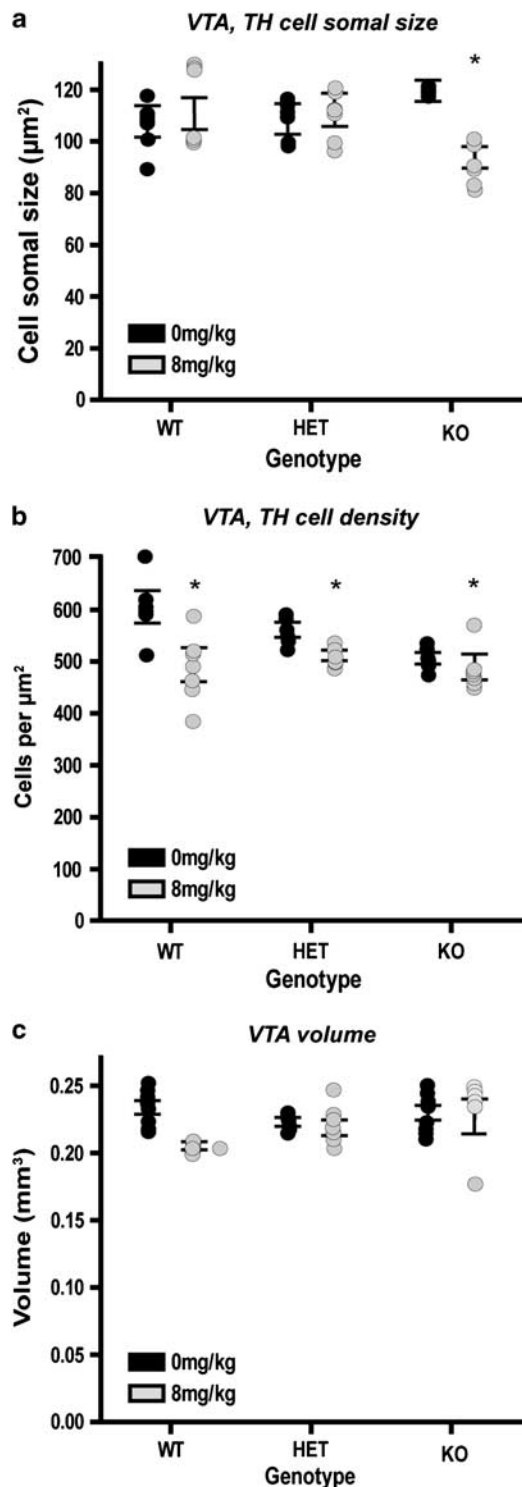 a
VTA, TH cell somal size
*
Cell somal size (µm²)
120
100
80
60
40
20
0
0mg/kg
8mg/kg
WT HET KO
Genotype
b
VTA, TH cell density
* * *
Cells per µm²
700
600
500
400
300
200
100
0
0mg/kg
8mg/kg
WT HET KO
Genotype
c
VTA volume
Volume (mm³)
0.25
0.20
0.15
0.10
0.05
0.00
0mg/kg
8mg/kg
WT HET KO
Genotype